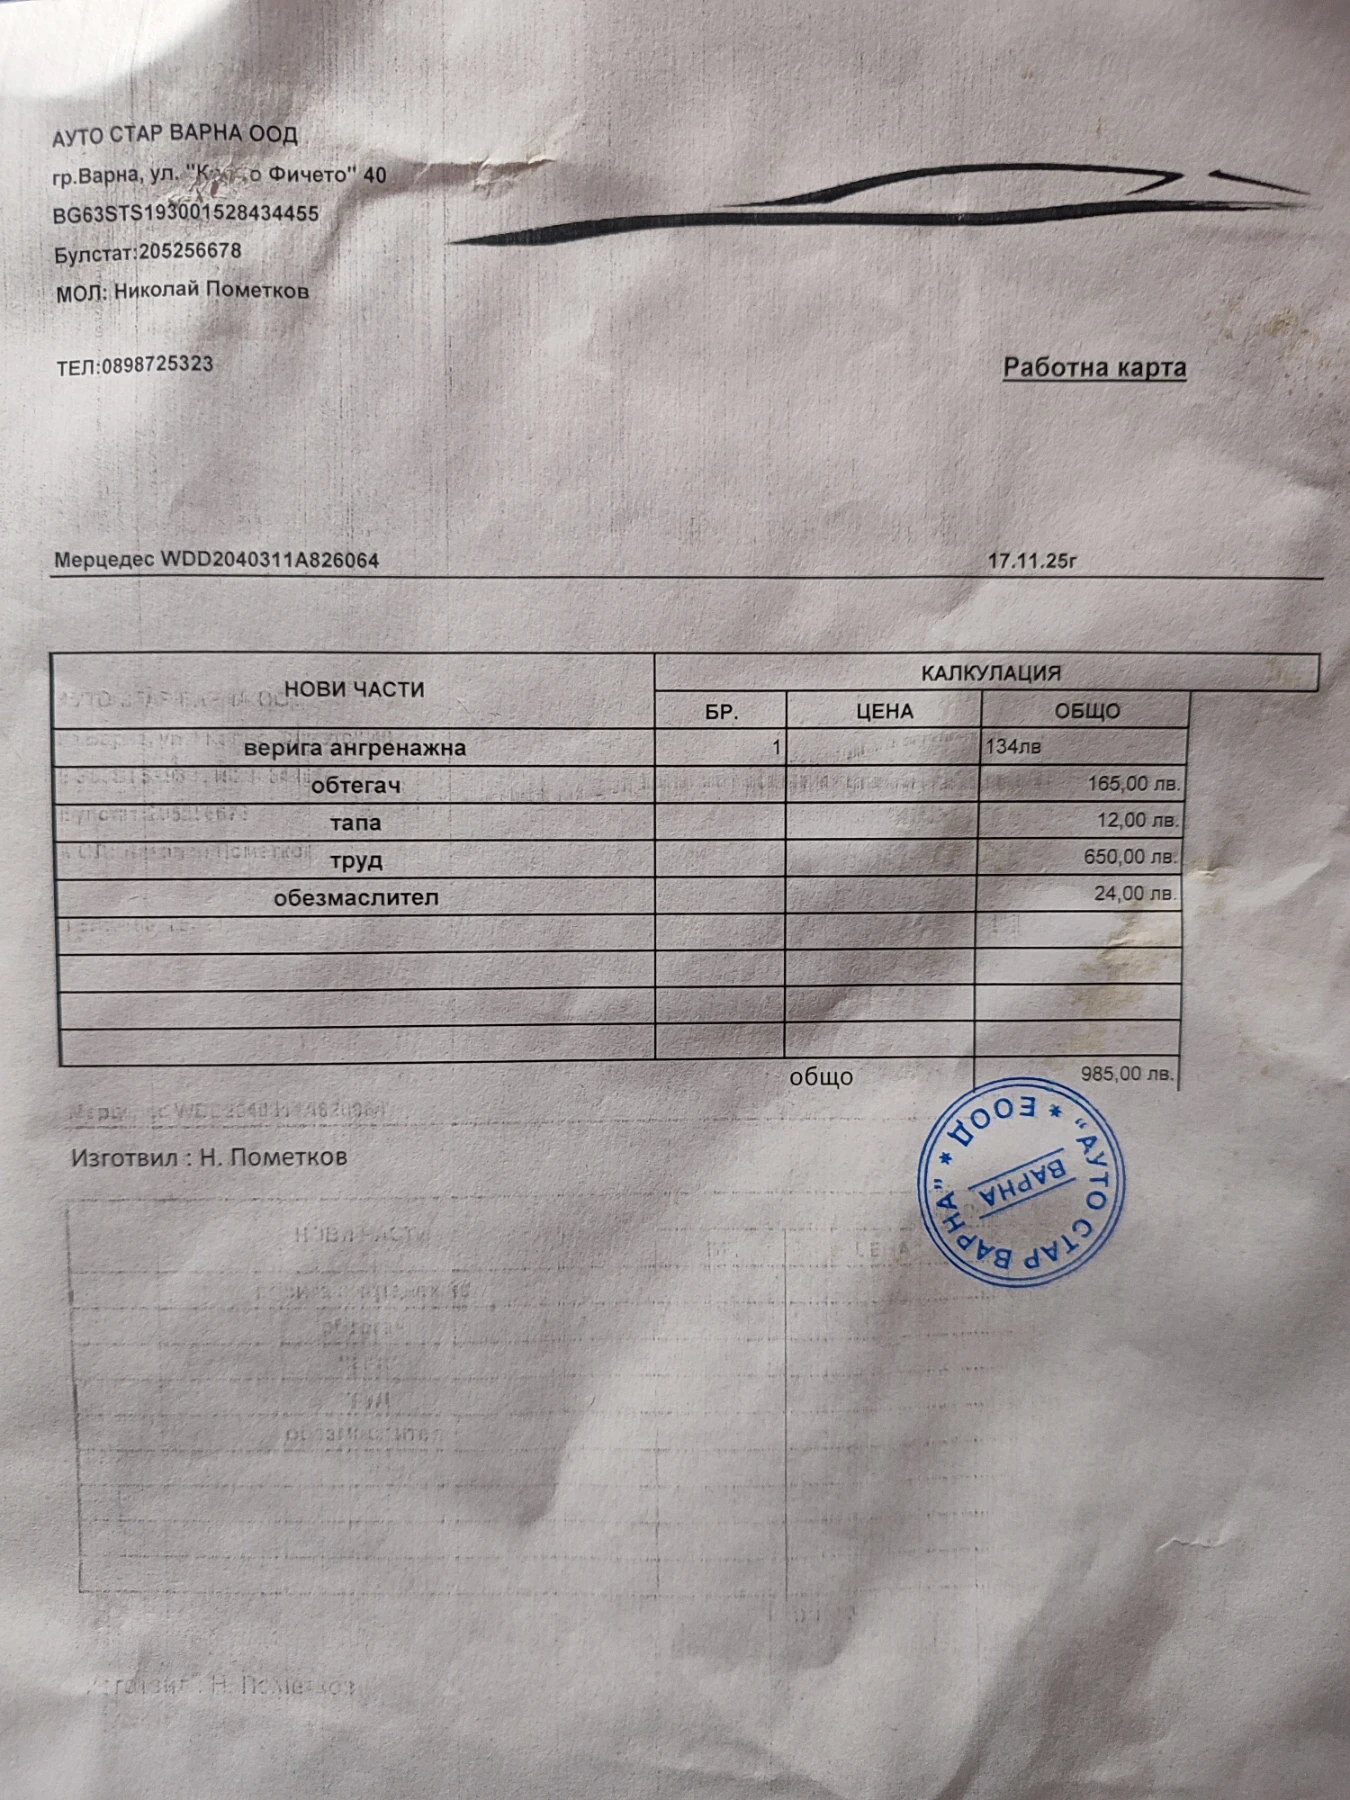 АУТО СТАР ВАРНА ООД
гр.Варна, ул. Фичето" 40
BG63STS193001528434455
Булстат:205256678
МОЛ: Николай Пометков
ТЕЛ:0898725323
Работна карта
Мерцедес WDD2040311A826064 17.11.25г
НОВИ ЧАСТИ КАЛКУЛАЦИЯ
БР. ЦЕНА ОБЩО
верига ангренажна 1 134лв
обтегач 165,00 лв.
тапа 12,00 лв.
труд 650,00 лв.
обезмаслител 24,00 лв.
общо 985,00 лв.
Изготвил : Н. Пометков
"АУТО СТАР ВАРНА" * ЕООД *
ВАРНА